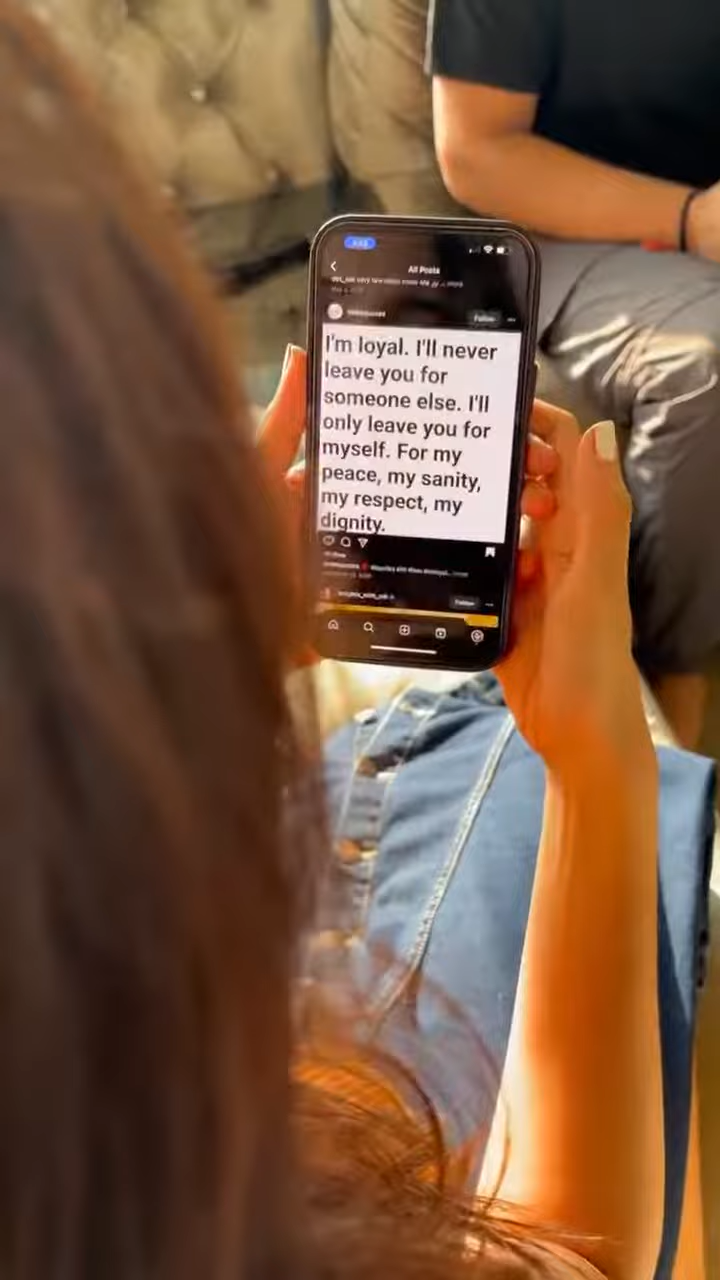 All Posts
Follow
I'm loyal. I'll never
leave you for
someone else. I'll
only leave you for
myself. For my
peace, my sanity,
my respect, my
dignity.
Follow